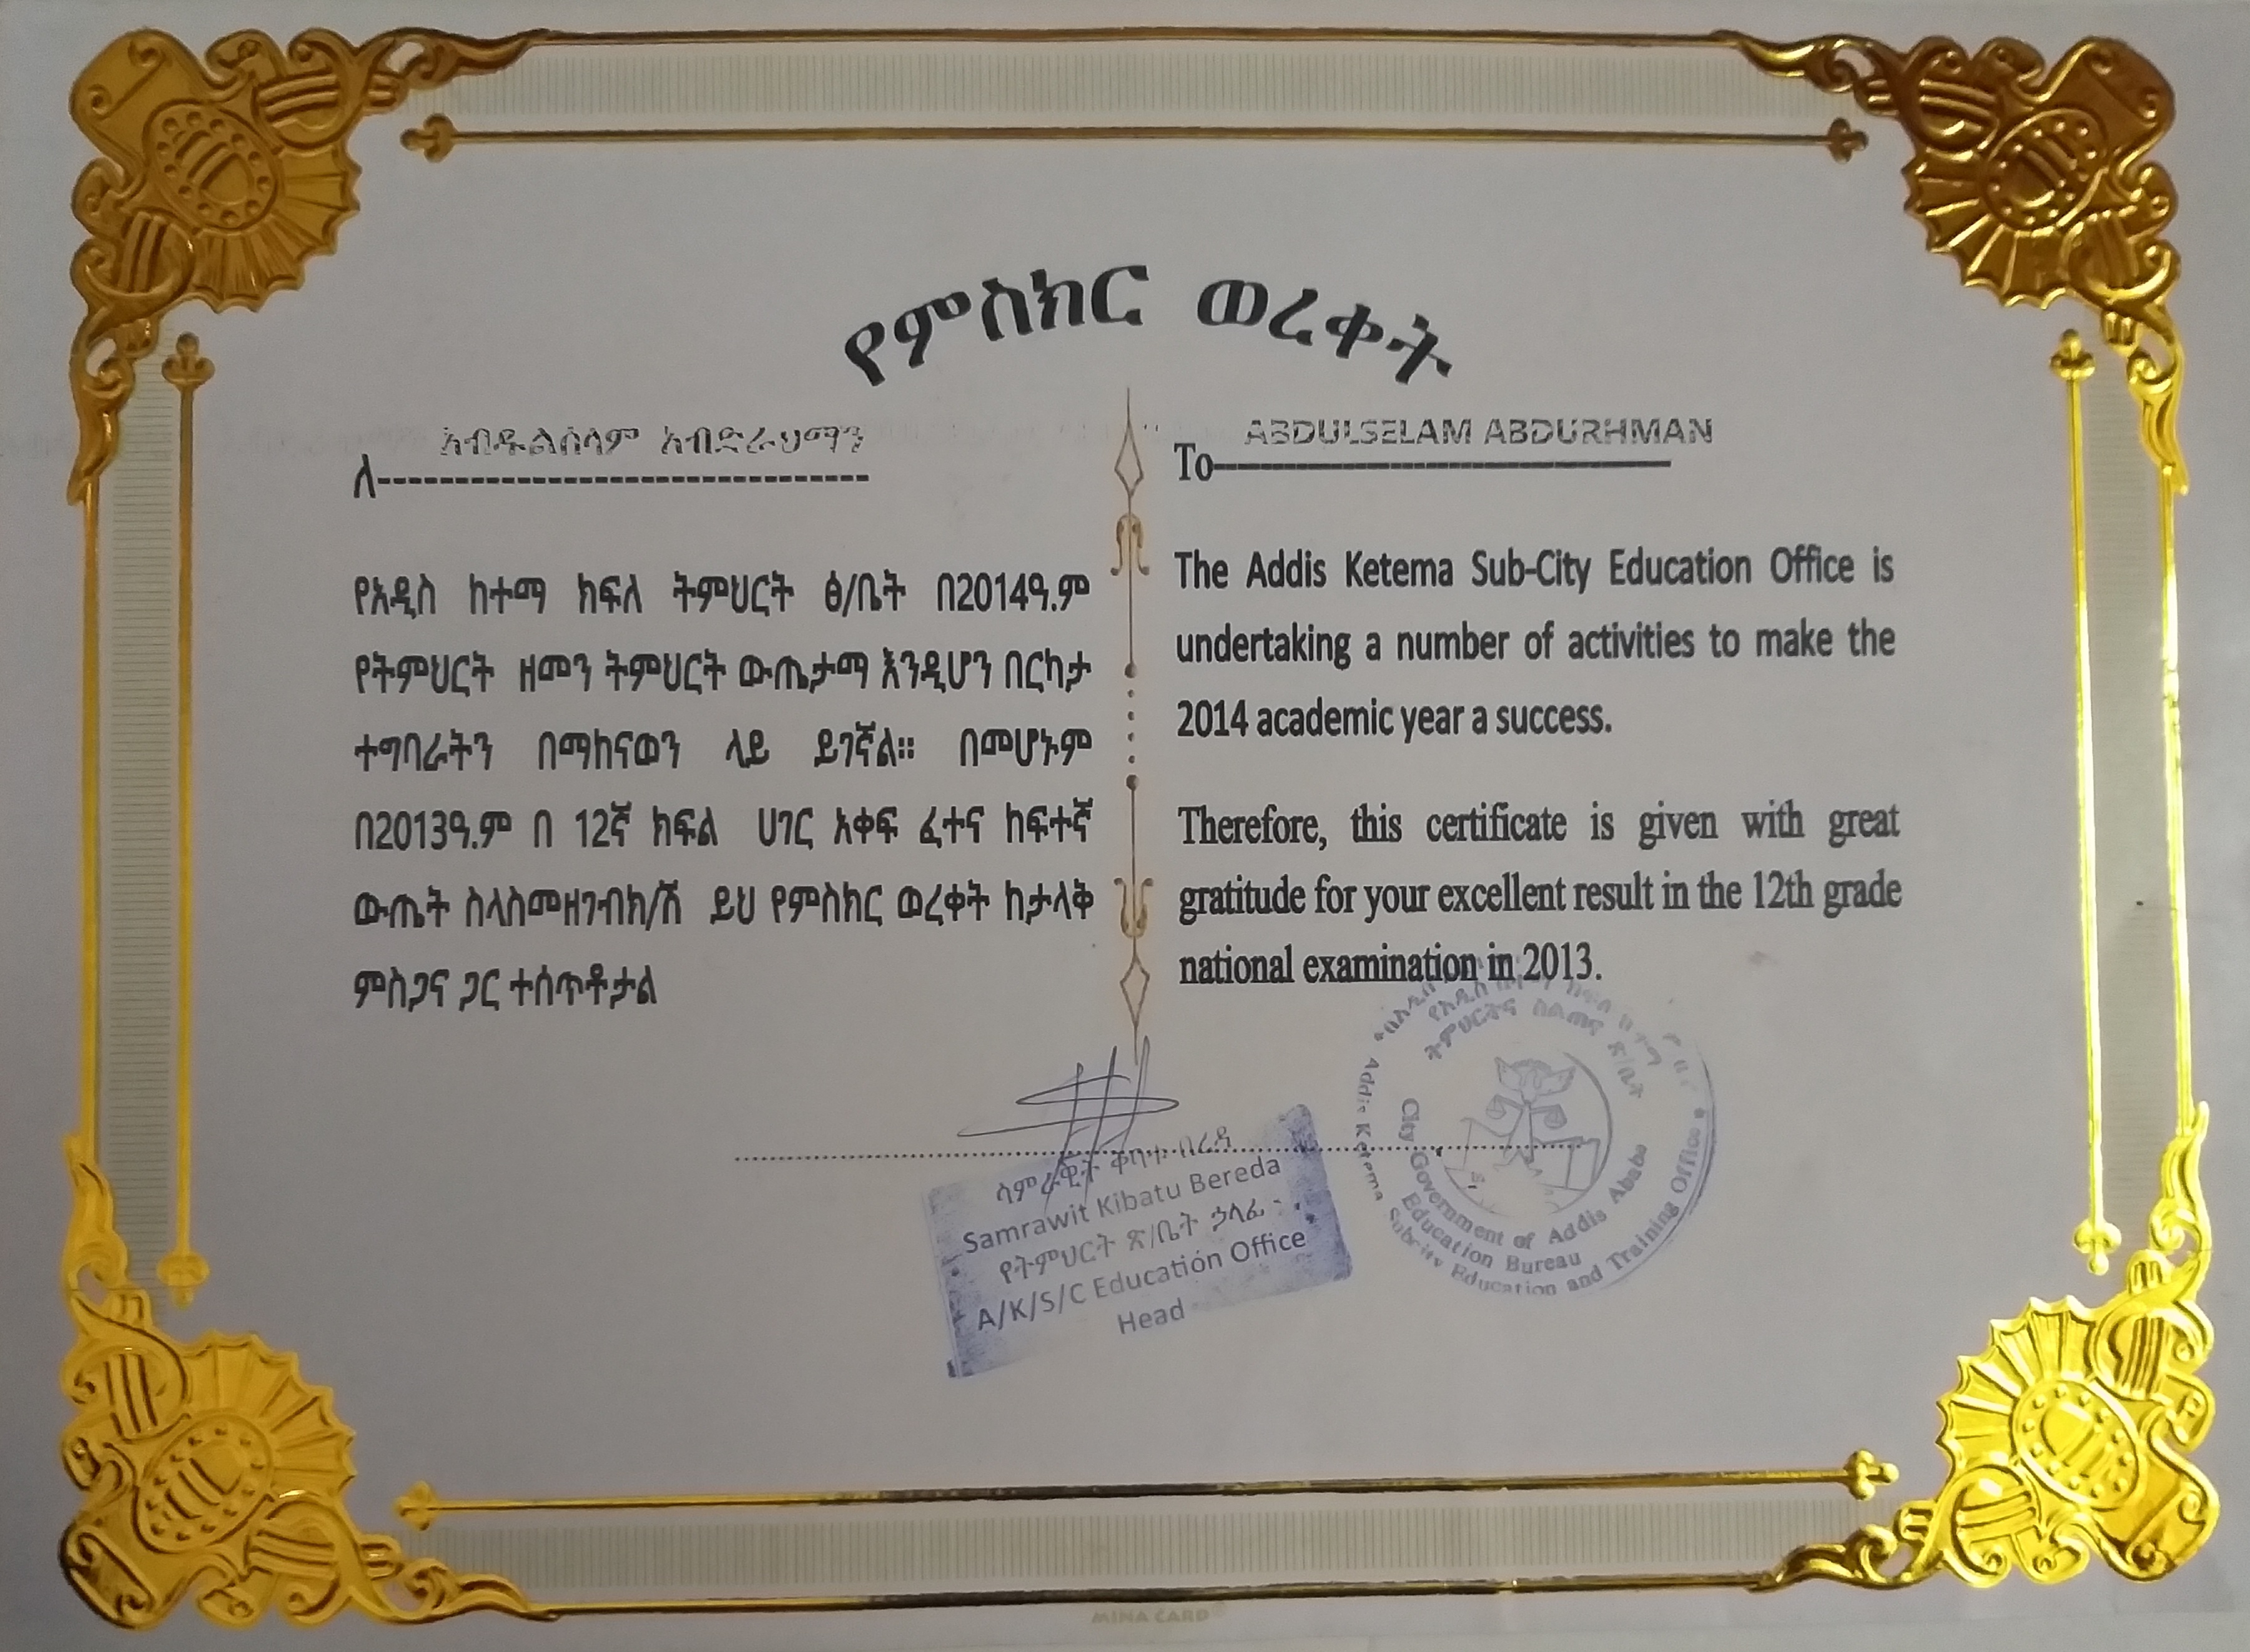 የምስክር ወረቀት
አብዱልሰላም አብድራህማን
ለ--------------------------------
የአዲስ ከተማ ክፍለ ትምህርት ፅ/ቤት በ2014ዓ.ም
የትምህርት ዘመን ትምህርት ውጤታማ እንዲሆን በርካታ
ተግባራትን በማከናወን ላይ ይገኛል። በመሆኑም
በ2013ዓ.ም በ 12ኛ ክፍል ሀገር አቀፍ ፈተና ከፍተኛ
ውጤት ስላስመዘገብክ/ሽ ይህ የምስክር ወረቀት ከታላቅ
ምስጋና ጋር ተሰጥቶታል
ABDULSELAM ABDURHMAN
To
The Addis Ketema Sub-City Education Office is
undertaking a number of activities to make the
2014 academic year a success.
Therefore, this certificate is given with great
gratitude for your excellent result in the 12th grade
national examination in 2013.
ሳምራዊት ቀባቱ በረዳ
Samrawit Kibatu Bereda
የትምህርት ጽ/ቤት ኃላፊ
A/K/S/C Education Office
Head
ትምህርትና ስልጠና ጽ/ቤት
City Government of Addis Ababa
Education Bureau
Addis Ketema Subcity Education and Training Office
MINA CARD